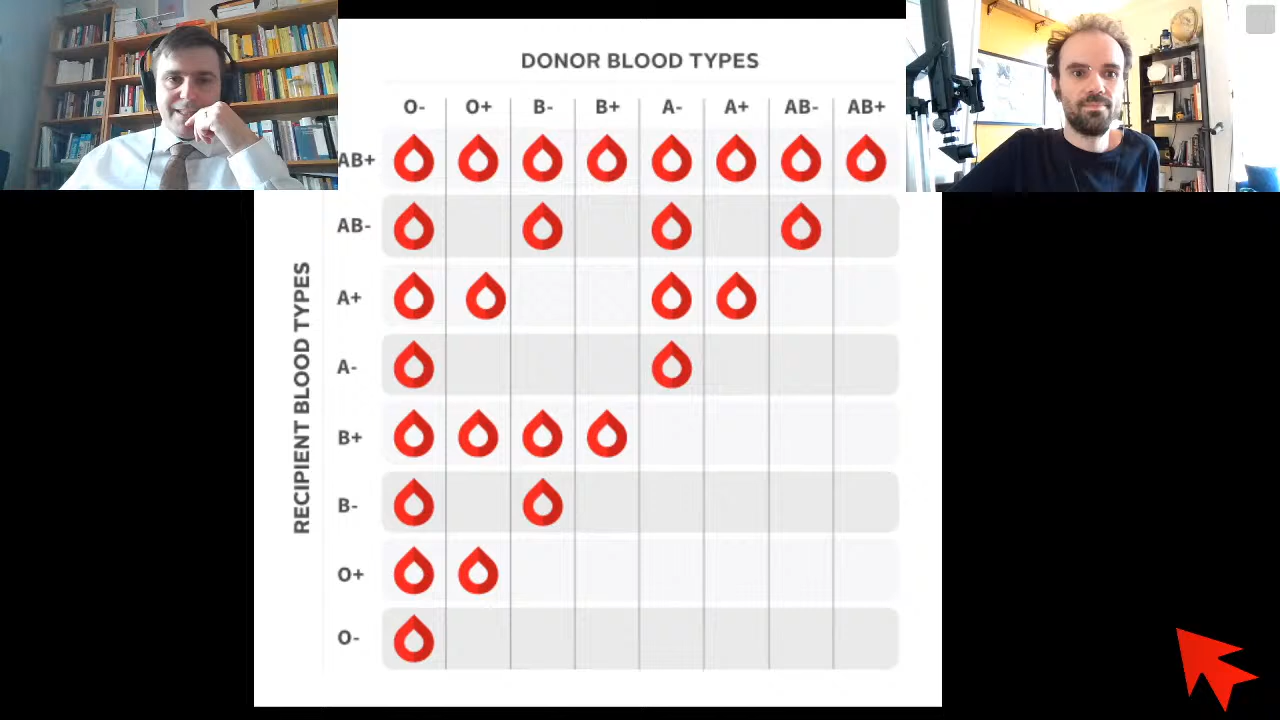 DONOR BLOOD TYPES
O- O+ B- B+ A- A+ AB- AB+
AB+
AB-
A+
A-
B+
B-
O+
O-
RECIPIENT BLOOD TYPES